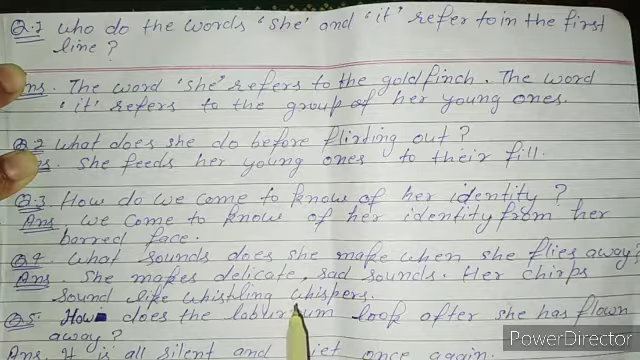 Q.1 Who do the words 'she' and 'it' refer to in the first
line?
Ans. The word 'she' refers to the goldfinch. The word
'it' refers to the group of her young ones.
Q.2 What does she do before flirting out?
Ans. She feeds her young ones to their fill.
Q.3. How do we come to know of her identity?
Ans We come to know of her identity from her
barred face.
Q.4 What sounds does she make when she flies away?
Ans. She makes delicate, sad sounds. Her chirps
sound like whistling whispers.
Q.5. How does the laburnum look after she has flown
away?
Ans. It is all silent and quiet once again.
PowerDirector